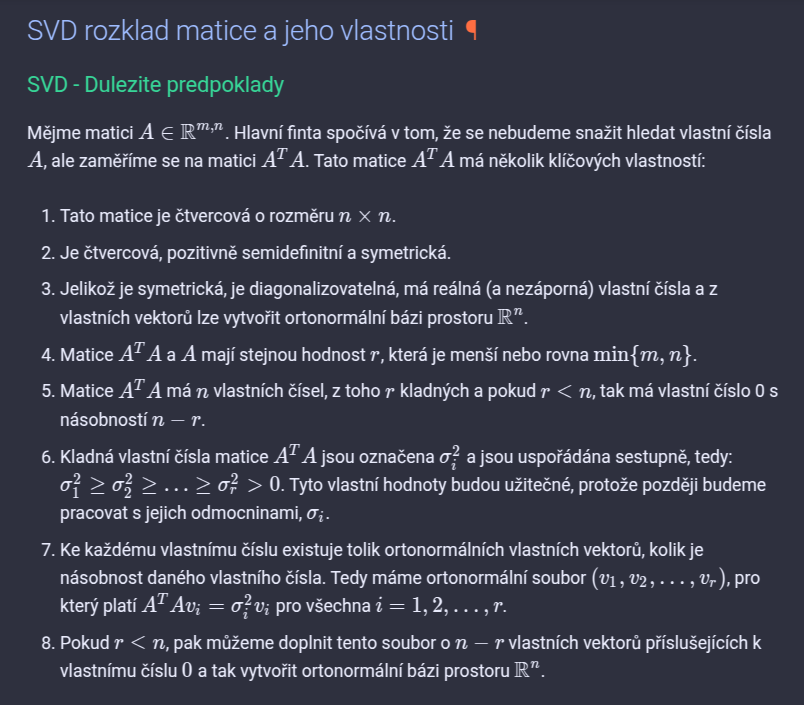 SVD rozklad matice a jeho vlastnosti ¶
SVD - Dulezite predpoklady
Mějme matici $A \in \mathbb{R}^{m,n}$. Hlavní finta spočívá v tom, že se nebudeme snažit hledat vlastní čísla
$A$, ale zaměříme se na matici $A^T A$. Tato matice $A^T A$ má několik klíčových vlastností:
1. Tato matice je čtvercová o rozměru $n \times n$.
2. Je čtvercová, pozitivně semidefinitní a symetrická.
3. Jelikož je symetrická, je diagonalizovatelná, má reálná (a nezáporná) vlastní čísla a z
vlastních vektorů lze vytvořit ortonormální bázi prostoru $\mathbb{R}^n$.
4. Matice $A^T A$ a $A$ mají stejnou hodnost $r$, která je menší nebo rovna $\min\{m, n\}$.
5. Matice $A^T A$ má $n$ vlastních čísel, z toho $r$ kladných a pokud $r < n$, tak má vlastní číslo 0 s
násobností $n - r$.
6. Kladná vlastní čísla matice $A^T A$ jsou označena $\sigma_i^2$ a jsou uspořádána sestupně, tedy:
$\sigma_1^2 \geq \sigma_2^2 \geq \ldots \geq \sigma_r^2 > 0$. Tyto vlastní hodnoty budou užitečné, protože později budeme
pracovat s jejich odmocninami, $\sigma_i$.
7. Ke každému vlastnímu číslu existuje tolik ortonormálních vlastních vektorů, kolik je
násobnost daného vlastního čísla. Tedy máme ortonormální soubor $(v_1, v_2, \ldots, v_r)$, pro
který platí $A^T A v_i = \sigma_i^2 v_i$ pro všechna $i = 1, 2, \ldots, r$.
8. Pokud $r < n$, pak můžeme doplnit tento soubor o $n - r$ vlastních vektorů příslušejících k
vlastnímu číslu $0$ a tak vytvořit ortonormální bázi prostoru $\mathbb{R}^n$.